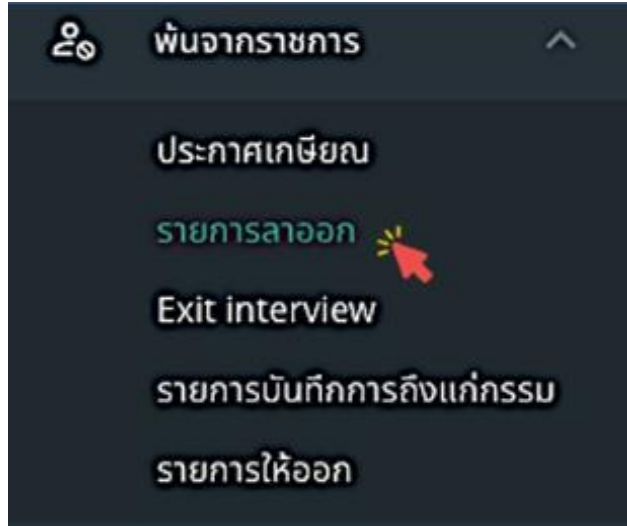 พ้นจากราชการ
ประกาศเกษียณ
รายการลาออก
Exit interview
รายการบันทึกการถึงแก่กรรม
รายการให้ออก